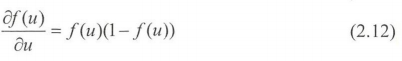 ∂f(u)/∂u = f(u)(1− f(u)) (2.12)